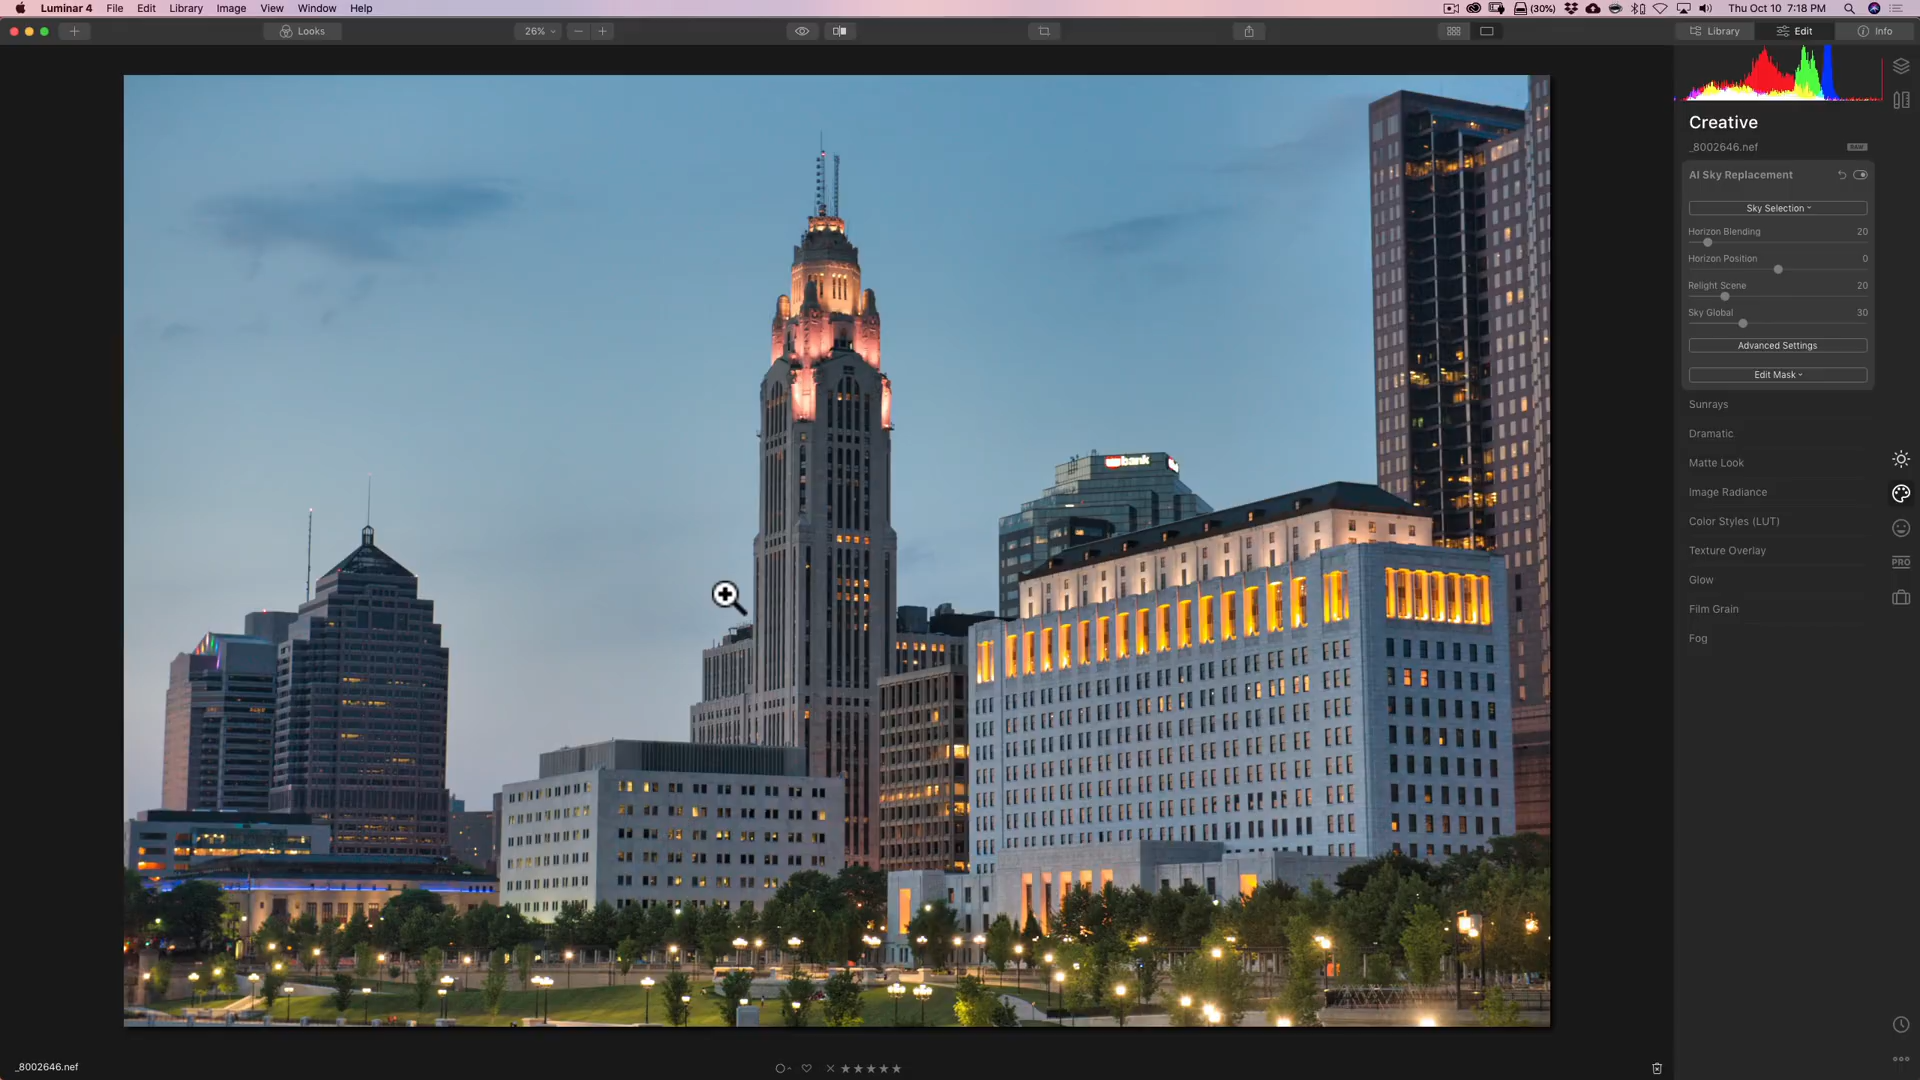 Luminar 4 File Edit Library Image View Window Help
(30%) Thu Oct 10 7:18 PM
Looks
26%
Library Edit Info
Creative
_8002646.nef RAW
AI Sky Replacement
Sky Selection
Horizon Blending 20
Horizon Position 0
Relight Scene 20
Sky Global 30
Advanced Settings
Edit Mask
Sunrays
Dramatic
Matte Look
Image Radiance
Color Styles (LUT)
Texture Overlay
Glow
Film Grain
Fog
PRO
usbank
_8002646.nef